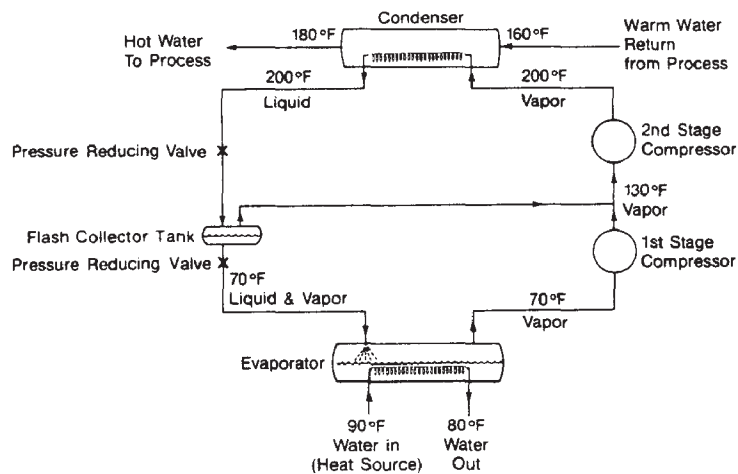 Condenser
Hot Water
To Process
180°F
160°F
Warm Water
Return
from Process
200°F
Liquid
200°F
Vapor
Pressure Reducing Valve
2nd Stage
Compressor
130°F
Vapor
Flash Collector Tank
1st Stage
Compressor
Pressure Reducing Valve
70°F
Liquid & Vapor
70°F
Vapor
Evaporator
90°F
Water in
(Heat Source)
80°F
Water
Out